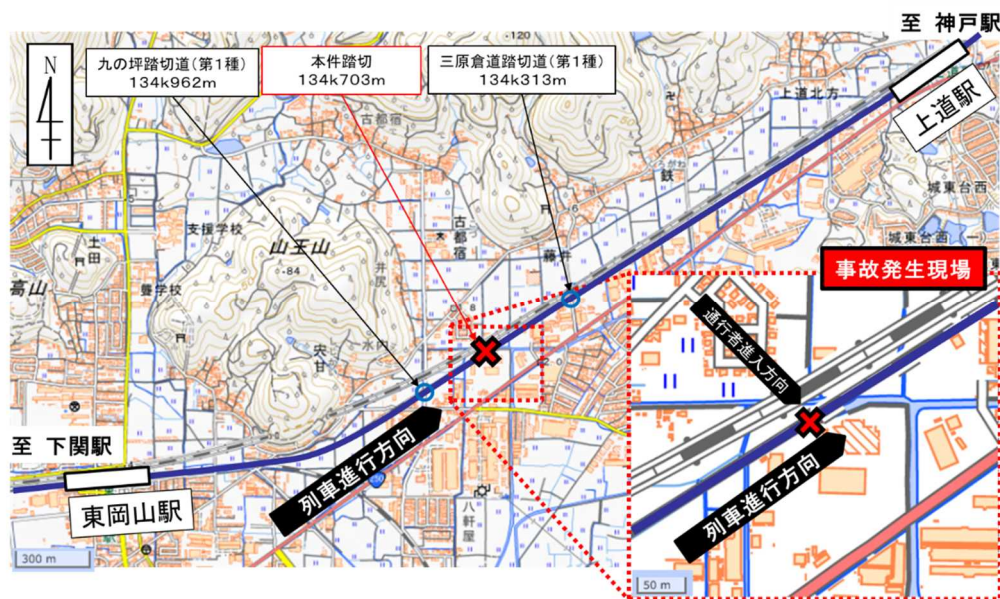 至 神戸駅
N
九の坪踏切道(第1種)
134k962m
本件踏切
134k703m
三原倉道踏切道(第1種)
134k313m
上道駅
上道北方
古都宿
鉄
城東台西
城東台西
支援学校
山王山
84
古都宿
藤井
土田
高山
聾学校
井尻
宍甘
事故発生現場
通行者進入方向
列車進行方向
至 下関駅
東岡山駅
列車進行方向
八軒屋
300 m
50 m